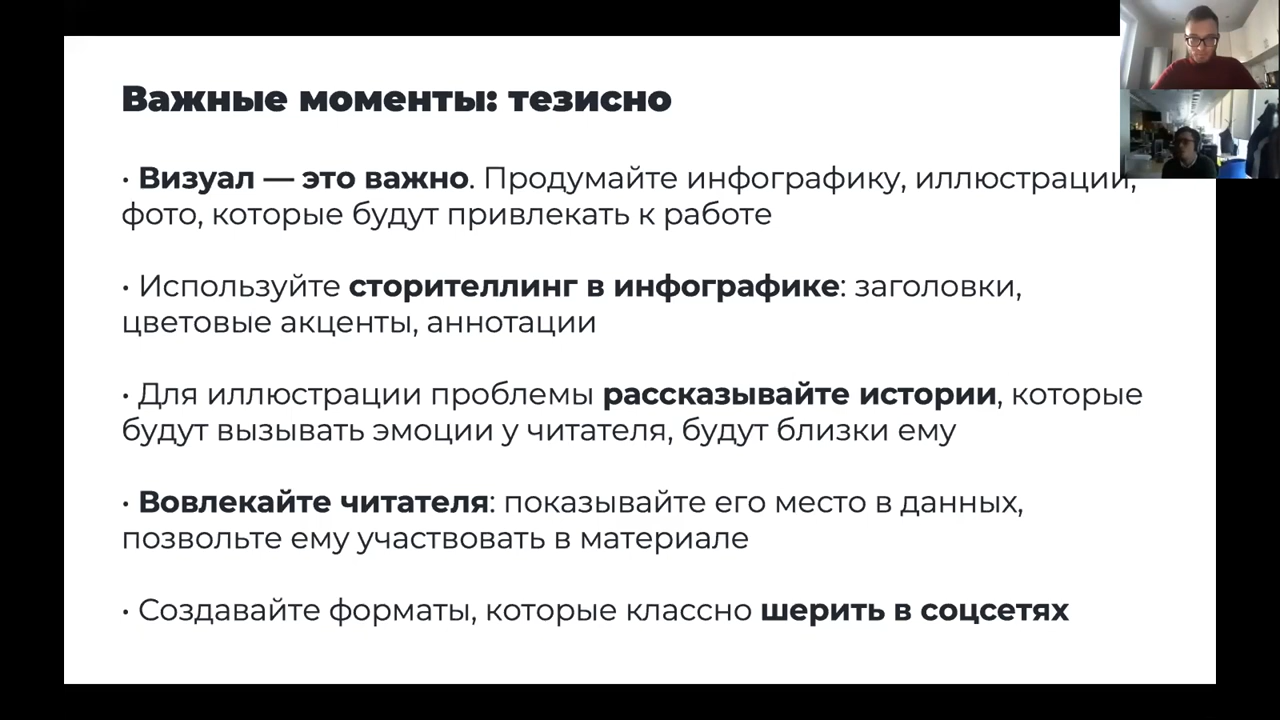 Важные моменты: тезисно
· Визуал — это важно. Продумайте инфографику, иллюстрации,
фото, которые будут привлекать к работе
· Используйте сторителлинг в инфографике: заголовки,
цветовые акценты, аннотации
· Для иллюстрации проблемы рассказывайте истории, которые
будут вызывать эмоции у читателя, будут близки ему
· Вовлекайте читателя: показывайте его место в данных,
позвольте ему участвовать в материале
· Создавайте форматы, которые классно шерить в соцсетях